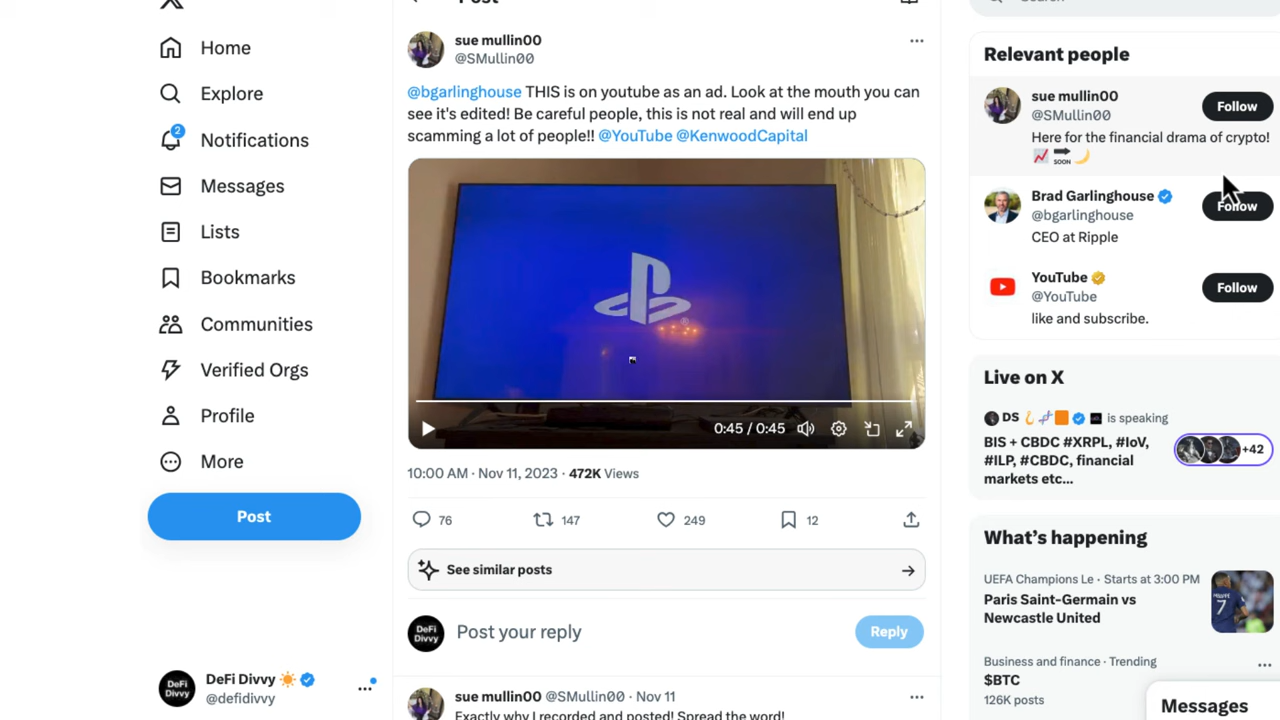 Post
Search
Home
Explore
2
Notifications
Messages
Lists
Bookmarks
Communities
Verified Orgs
Profile
More
Post
DeFi Divvy
DeFi Divvy
@defidivvy
sue mullin00
@SMullin00
@bgarlinghouse THIS is on youtube as an ad. Look at the mouth you can
see it's edited! Be careful people, this is not real and will end up
scamming a lot of people!! @YouTube @KenwoodCapital
0:45 / 0:45
10:00 AM · Nov 11, 2023 · 472K Views
76
147
249
12
See similar posts
DeFi Divvy
Post your reply
Reply
sue mullin00 @SMullin00 · Nov 11
Exactly why I recorded and posted! Spread the word!
Relevant people
sue mullin00
@SMullin00
Follow
Here for the financial drama of crypto!
SOON
Brad Garlinghouse
@bgarlinghouse
Follow
CEO at Ripple
YouTube
@YouTube
Follow
like and subscribe.
Live on X
DS is speaking
BIS + CBDC #XRPL, #IoV,
#ILP, #CBDC, financial
markets etc...
+42
What's happening
UEFA Champions Le · Starts at 3:00 PM
Paris Saint-Germain vs
Newcastle United
7
Business and finance · Trending
$BTC
126K posts
Messages